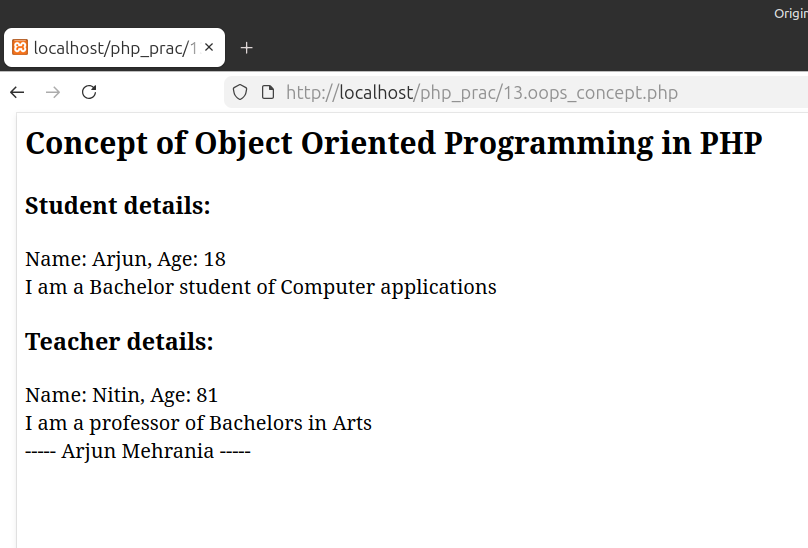 Origin
localhost/php_prac/1
http://localhost/php_prac/13.oops_concept.php
Concept of Object Oriented Programming in PHP
Student details:
Name: Arjun, Age: 18
I am a Bachelor student of Computer applications
Teacher details:
Name: Nitin, Age: 81
I am a professor of Bachelors in Arts
----- Arjun Mehrania -----